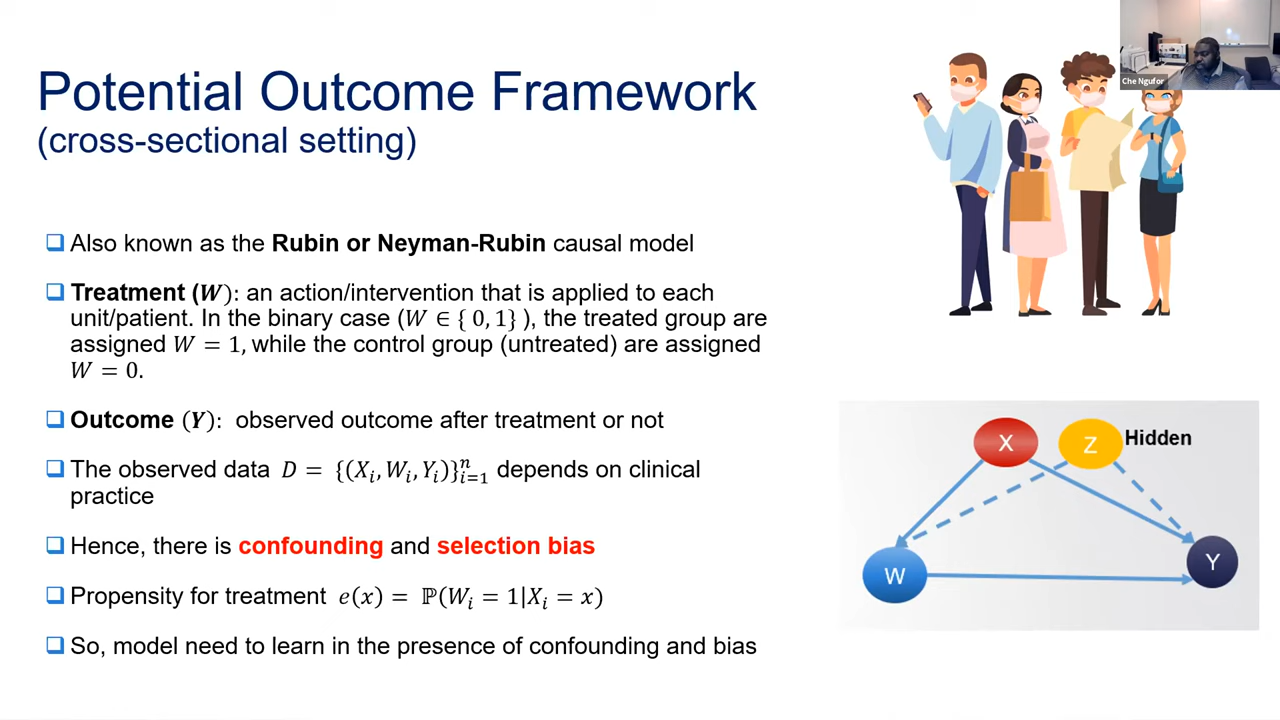 Potential Outcome Framework
(cross-sectional setting)
Che Ngufor
❑ Also known as the Rubin or Neyman-Rubin causal model
❑ Treatment (W): an action/intervention that is applied to each
unit/patient. In the binary case (W ∈ { 0, 1} ), the treated group are
assigned W = 1, while the control group (untreated) are assigned
W = 0.
❑ Outcome (Y): observed outcome after treatment or not
❑ The observed data D = {(Xᵢ, Wᵢ, Yᵢ)}ⁿᵢ₌₁ depends on clinical
practice
❑ Hence, there is confounding and selection bias
❑ Propensity for treatment e(x) = ℙ(Wᵢ = 1|Xᵢ = x)
❑ So, model need to learn in the presence of confounding and bias
X
Z
Hidden
W
Y